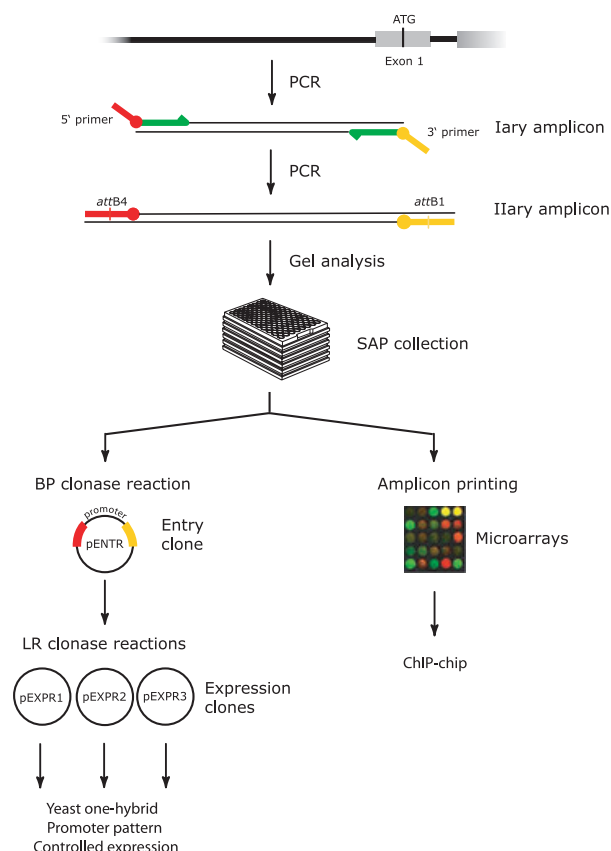 ATG
Exon 1
PCR
5' primer
3' primer
Iary amplicon
PCR
attB4
attB1
IIary amplicon
Gel analysis
SAP collection
BP clonase reaction
Amplicon printing
promoter
pENTR
Entry
clone
Microarrays
LR clonase reactions
ChIP-chip
pEXPR1
pEXPR2
pEXPR3
Expression
clones
Yeast one-hybrid
Promoter pattern
Controlled expression